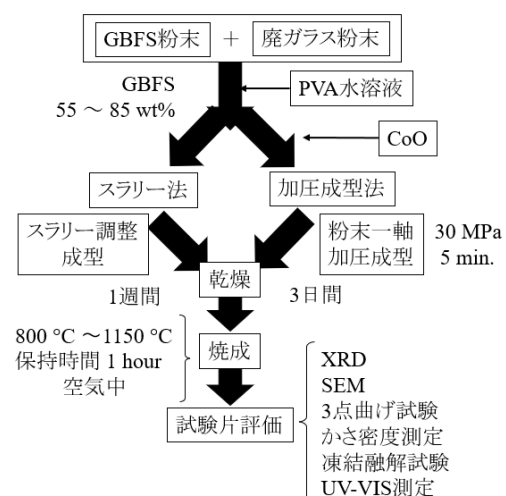 GBFS粉末 + 廃ガラス粉末
GBFS
55 ～ 85 wt%
PVA水溶液
CoO
スラリー法
加圧成型法
スラリー調整
成型
粉末一軸
加圧成型
30 MPa
5 min.
乾燥
1週間
3日間
800 °C ～1150 °C
保持時間 1 hour
空気中
焼成
試験片評価
XRD
SEM
3点曲げ試験
かさ密度測定
凍結融解試験
UV-VIS測定